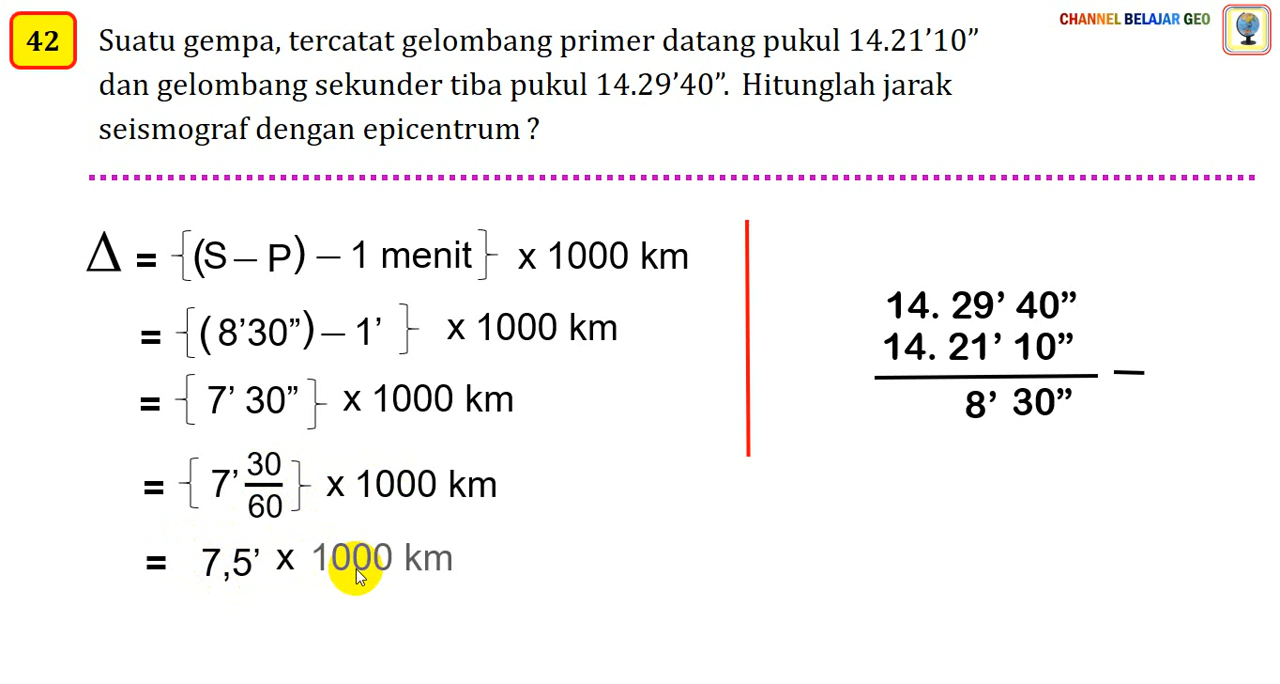 42
CHANNEL BELAJAR GEO
Suatu gempa, tercatat gelombang primer datang pukul 14.21’10”
dan gelombang sekunder tiba pukul 14.29’40”. Hitunglah jarak
seismograf dengan epicentrum ?
Δ = {(S – P) – 1 menit} x 1000 km
= {(8’30”) – 1’ } x 1000 km
= { 7’ 30” } x 1000 km
= { 7’ 30/60 } x 1000 km
= 7,5’ x 1000 km
14. 29’ 40”
14. 21’ 10”
–
8’ 30”